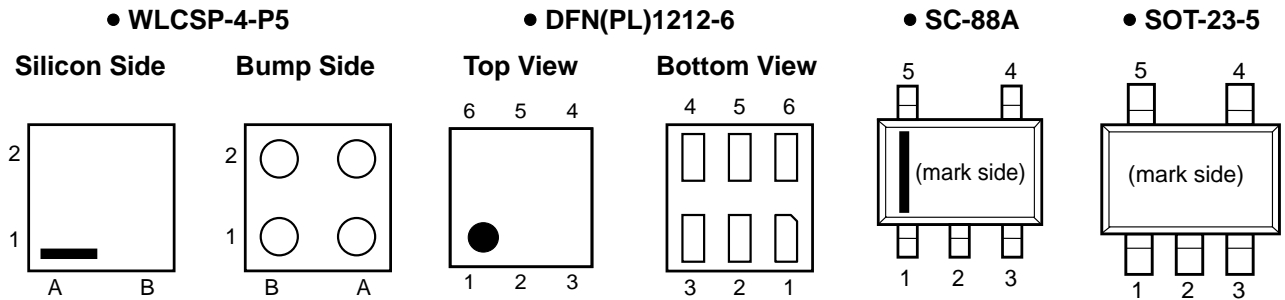 ● WLCSP-4-P5
Silicon Side Bump Side
2
1
A B
2
1
B A
● DFN(PL)1212-6
Top View Bottom View
6 5 4
1 2 3
4 5 6
3 2 1
● SC-88A
5 4
(mark side)
1 2 3
● SOT-23-5
5 4
(mark side)
1 2 3